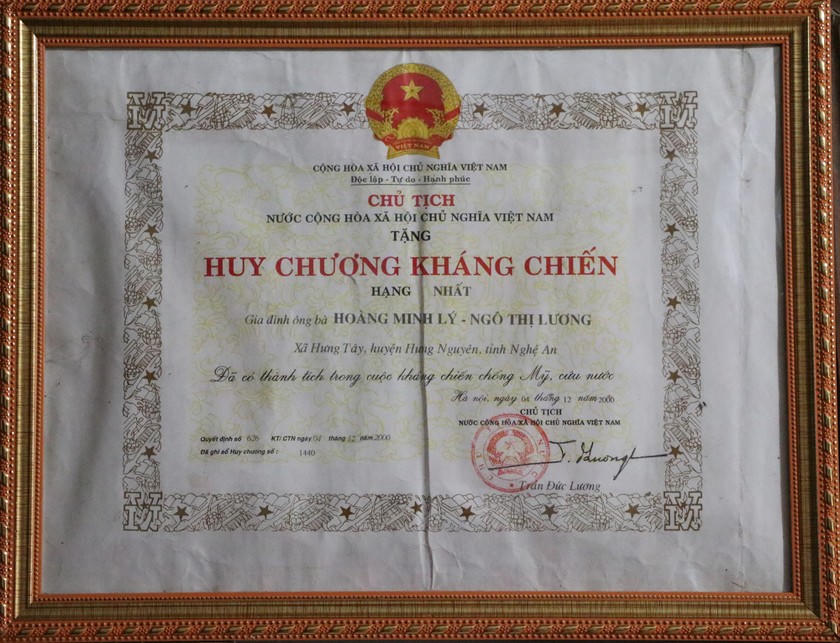 VIỆT NAM
CỘNG HÒA XÃ HỘI CHỦ NGHĨA VIỆT NAM
Độc lập - Tự do - Hạnh phúc
CHỦ TỊCH
NƯỚC CỘNG HÒA XÃ HỘI CHỦ NGHĨA VIỆT NAM
TẶNG
HUY CHƯƠNG KHÁNG CHIẾN
HẠNG NHẤT
Gia đình ông bà HOÀNG MINH LÝ - NGÔ THỊ LƯƠNG
Xã Hưng Tây, huyện Hưng Nguyên, tỉnh Nghệ An
Đã có thành tích trong cuộc kháng chiến chống Mỹ, cứu nước
Hà nội, ngày 04 tháng 12 năm 2000
CHỦ TỊCH
NƯỚC CỘNG HÒA XÃ HỘI CHỦ NGHĨA VIỆT NAM
Quyết định số 626 KT/CTN ngày 04 tháng 12 năm 2000
Đã ghi sổ Huy chương số : 1440
Trần Đức Lương